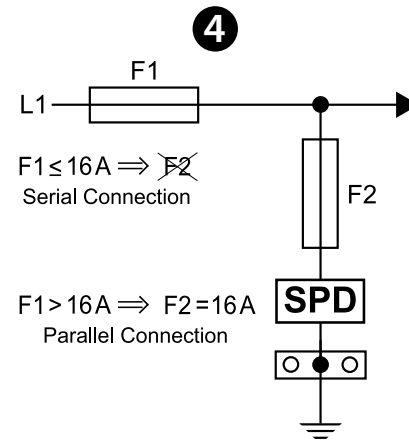 4
F1
L1
F1≤16A ⟹ F2
Serial Connection
F2
F1>16A ⟹ F2=16A
Parallel Connection
SPD